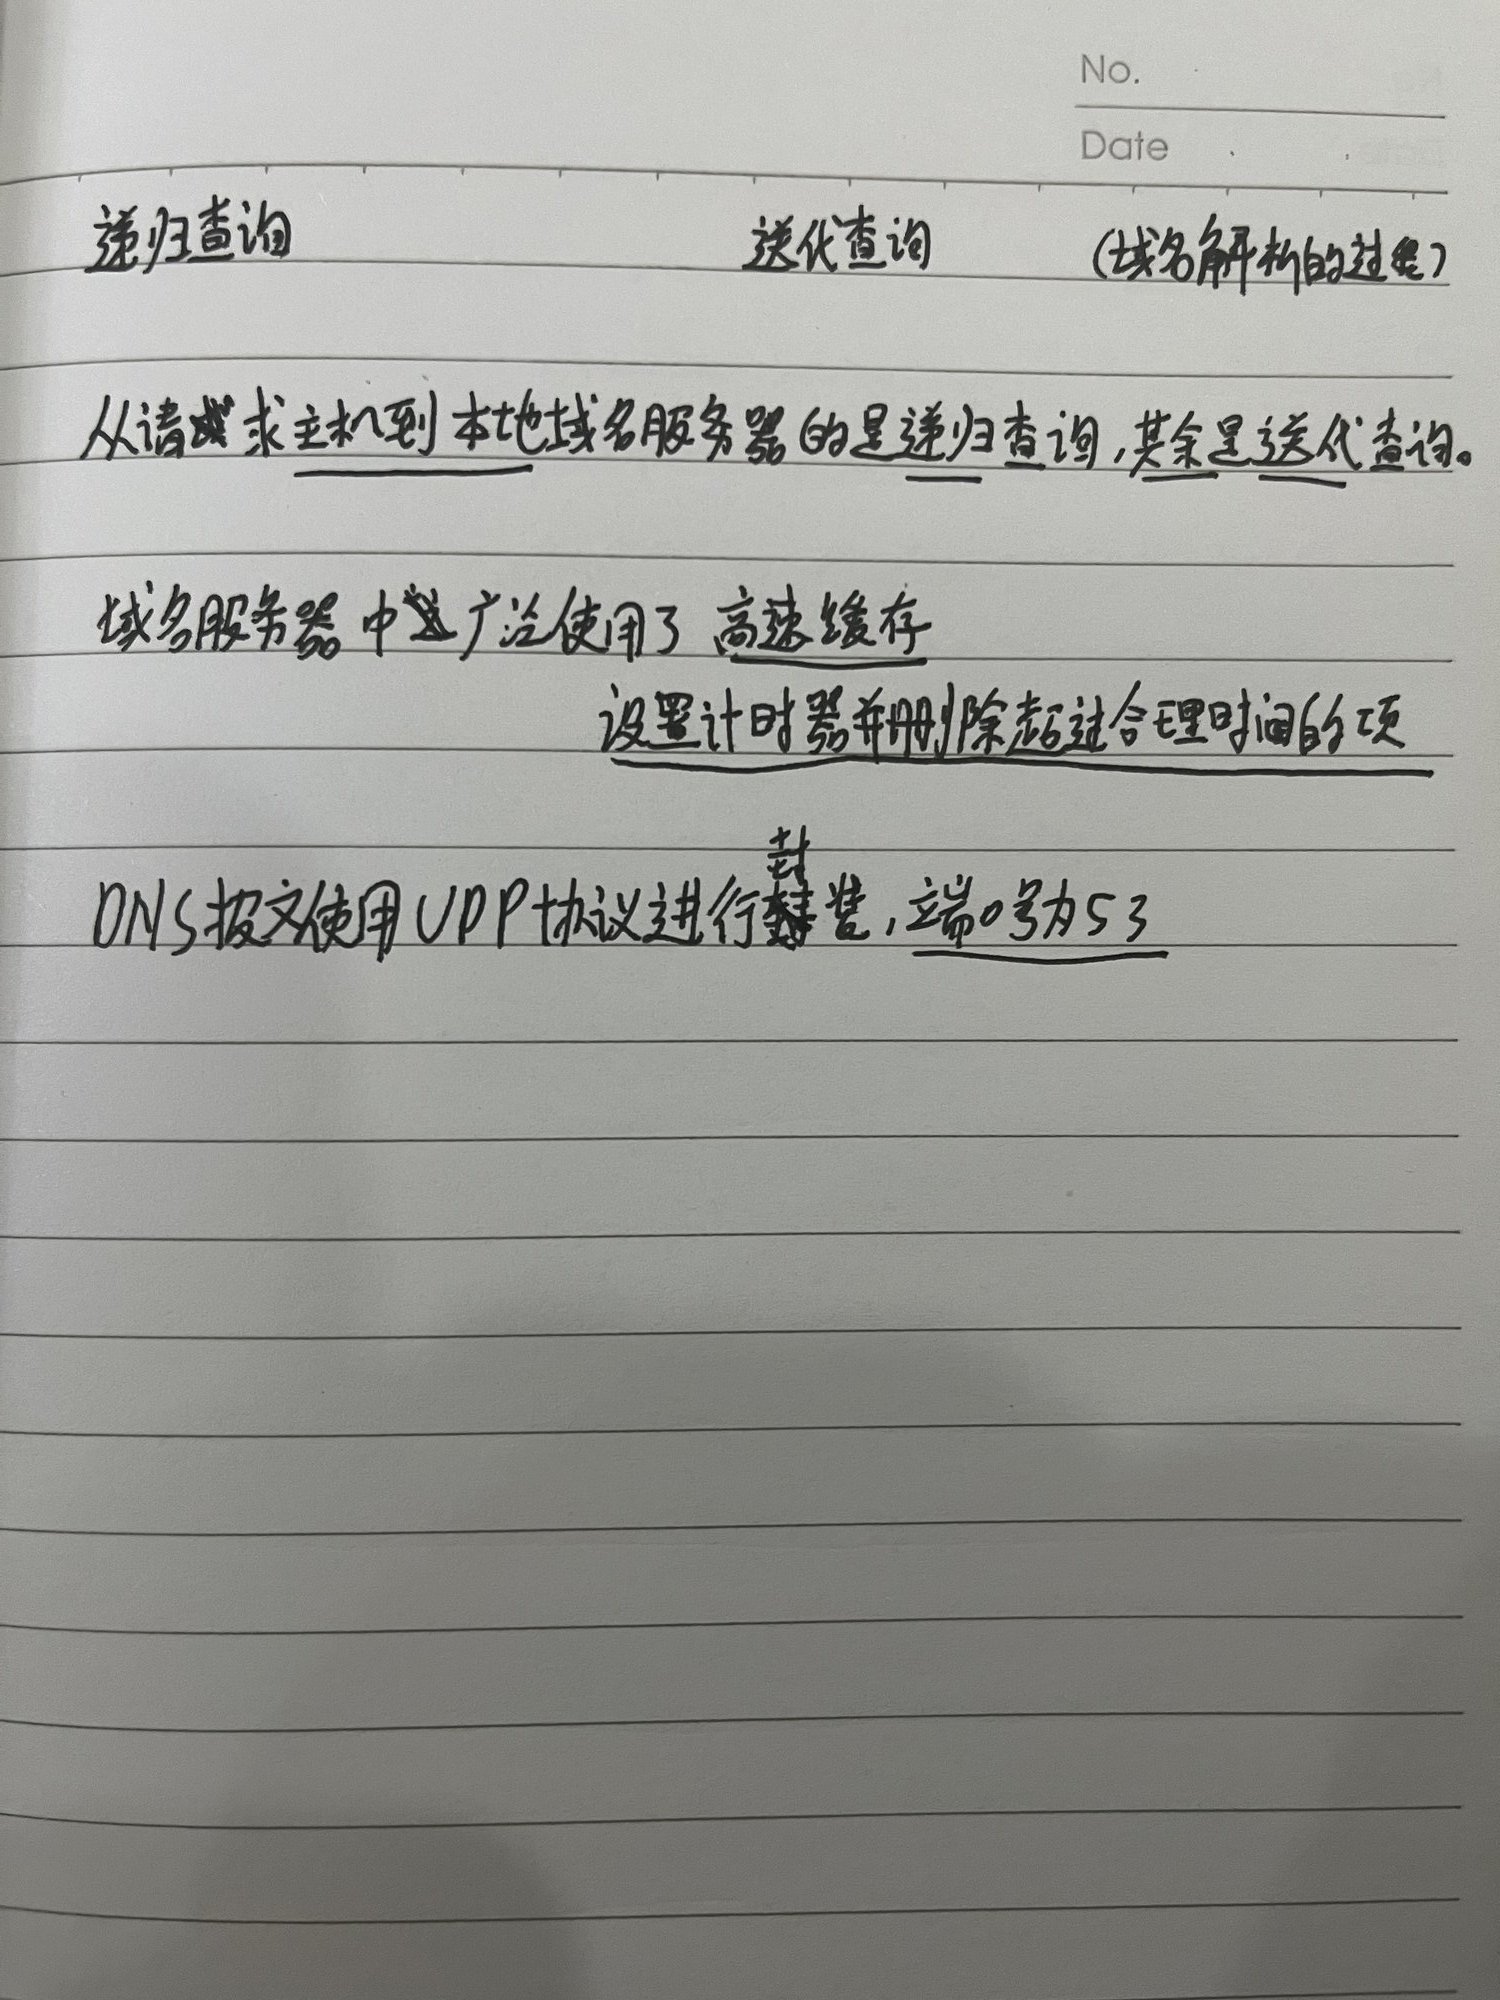 No.
Date
递归查询 送代查询 (域名解析的过程)
从请求主机到本地域名服务器的是递归查询,其余是送代查询。
域名服务器中广泛使用了高速缓存
设置计时器并删除超过合理时间的项
DNS报文使用UDP协议进行封装,端口号为53